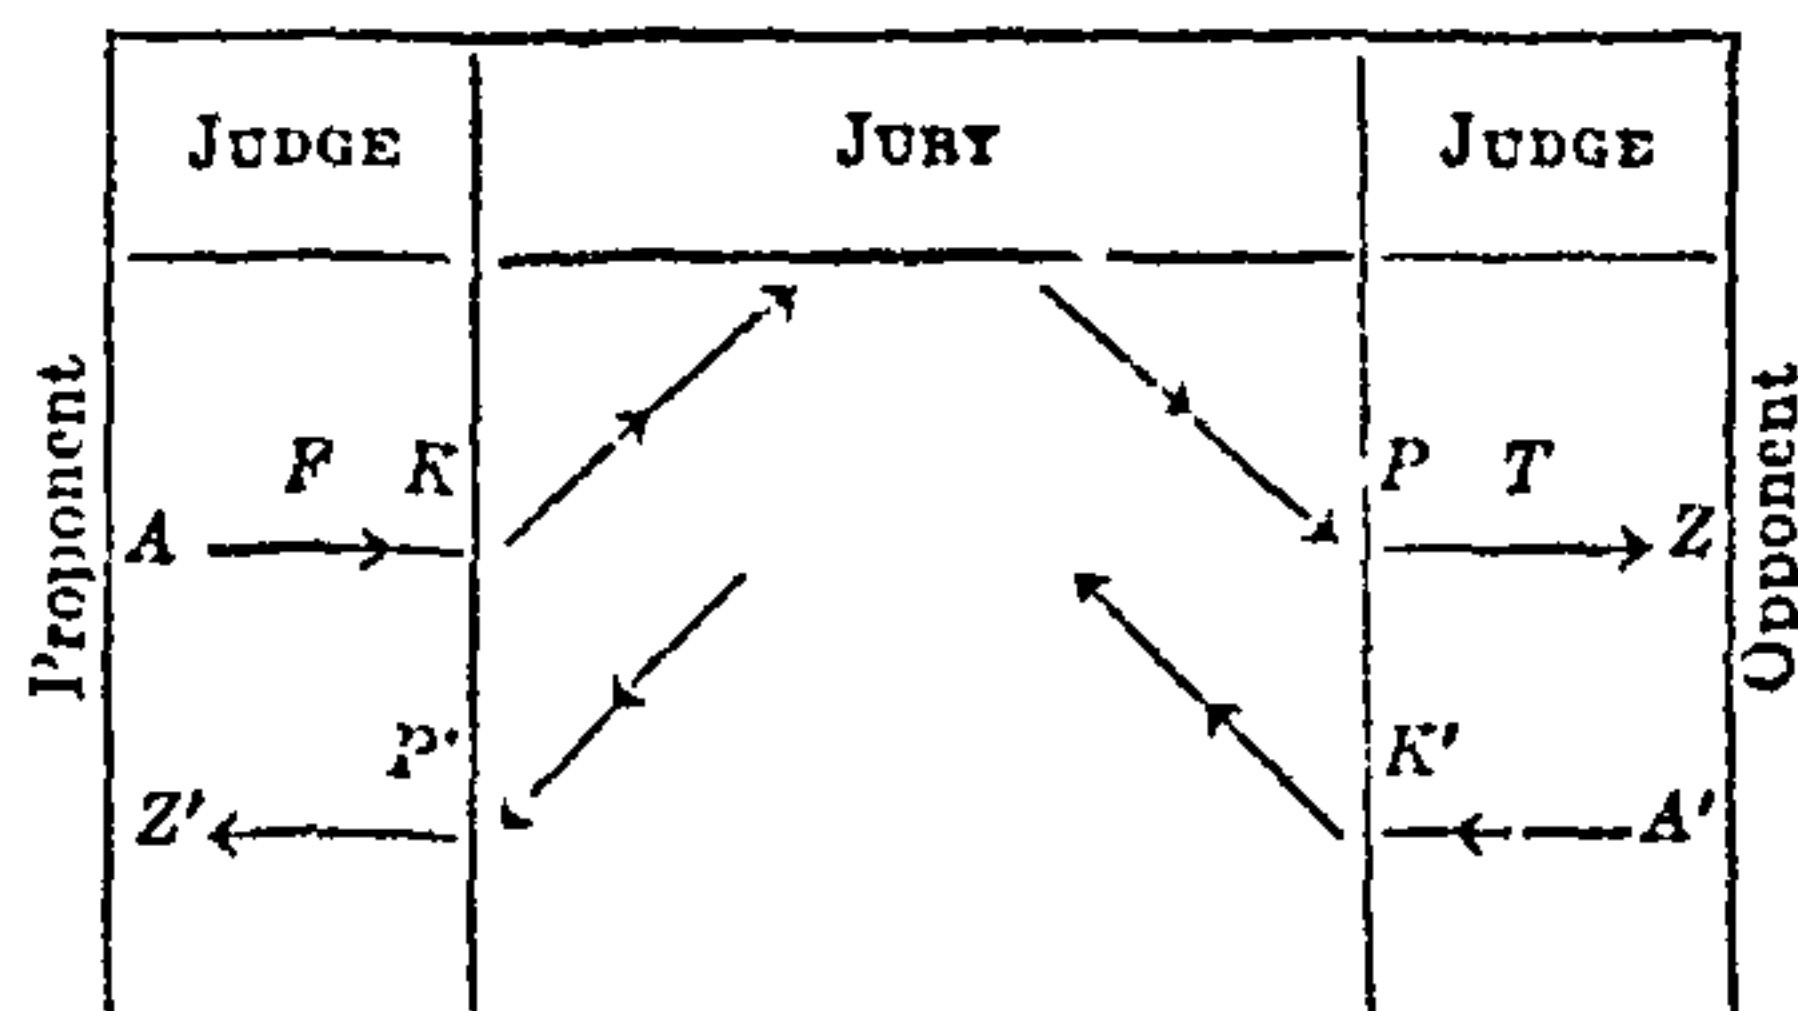 JUDGE JURY JUDGE
Proponent
Opponent
F K P T
A Z
P' K'
Z' A'